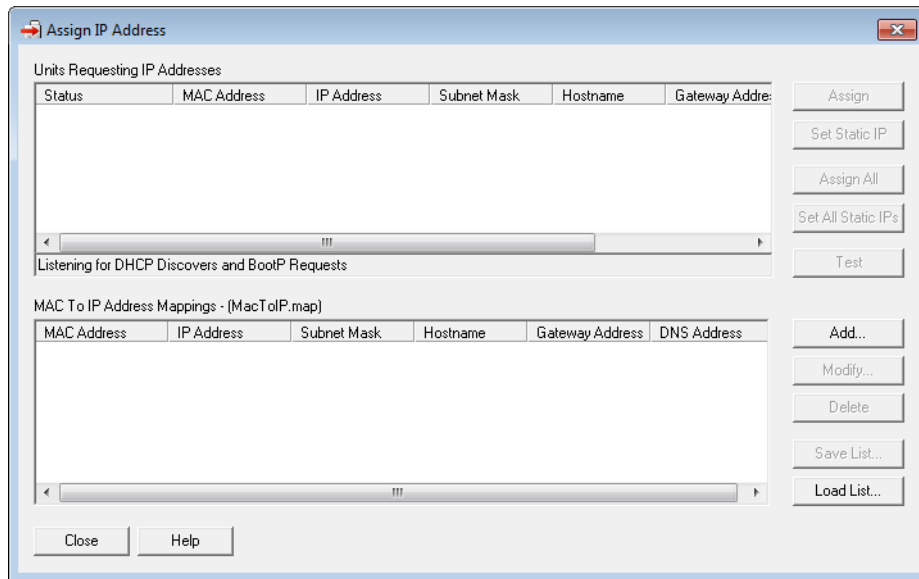 Assign IP Address
Units Requesting IP Addresses
Status MAC Address IP Address Subnet Mask Hostname Gateway Addre
Assign
Set Static IP
Assign All
Set All Static IPs
Listening for DHCP Discovers and BootP Requests
Test
MAC To IP Address Mappings - (MacToIP.map)
MAC Address IP Address Subnet Mask Hostname Gateway Address DNS Address
Add...
Modify...
Delete
Save List...
Load List...
Close Help